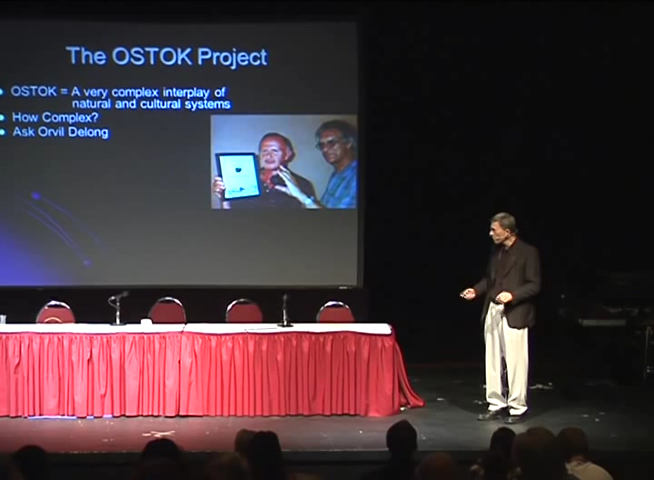 The OSTOK Project
OSTOK = A very complex interplay of
natural and cultural systems
How Complex?
Ask Orvil Delong